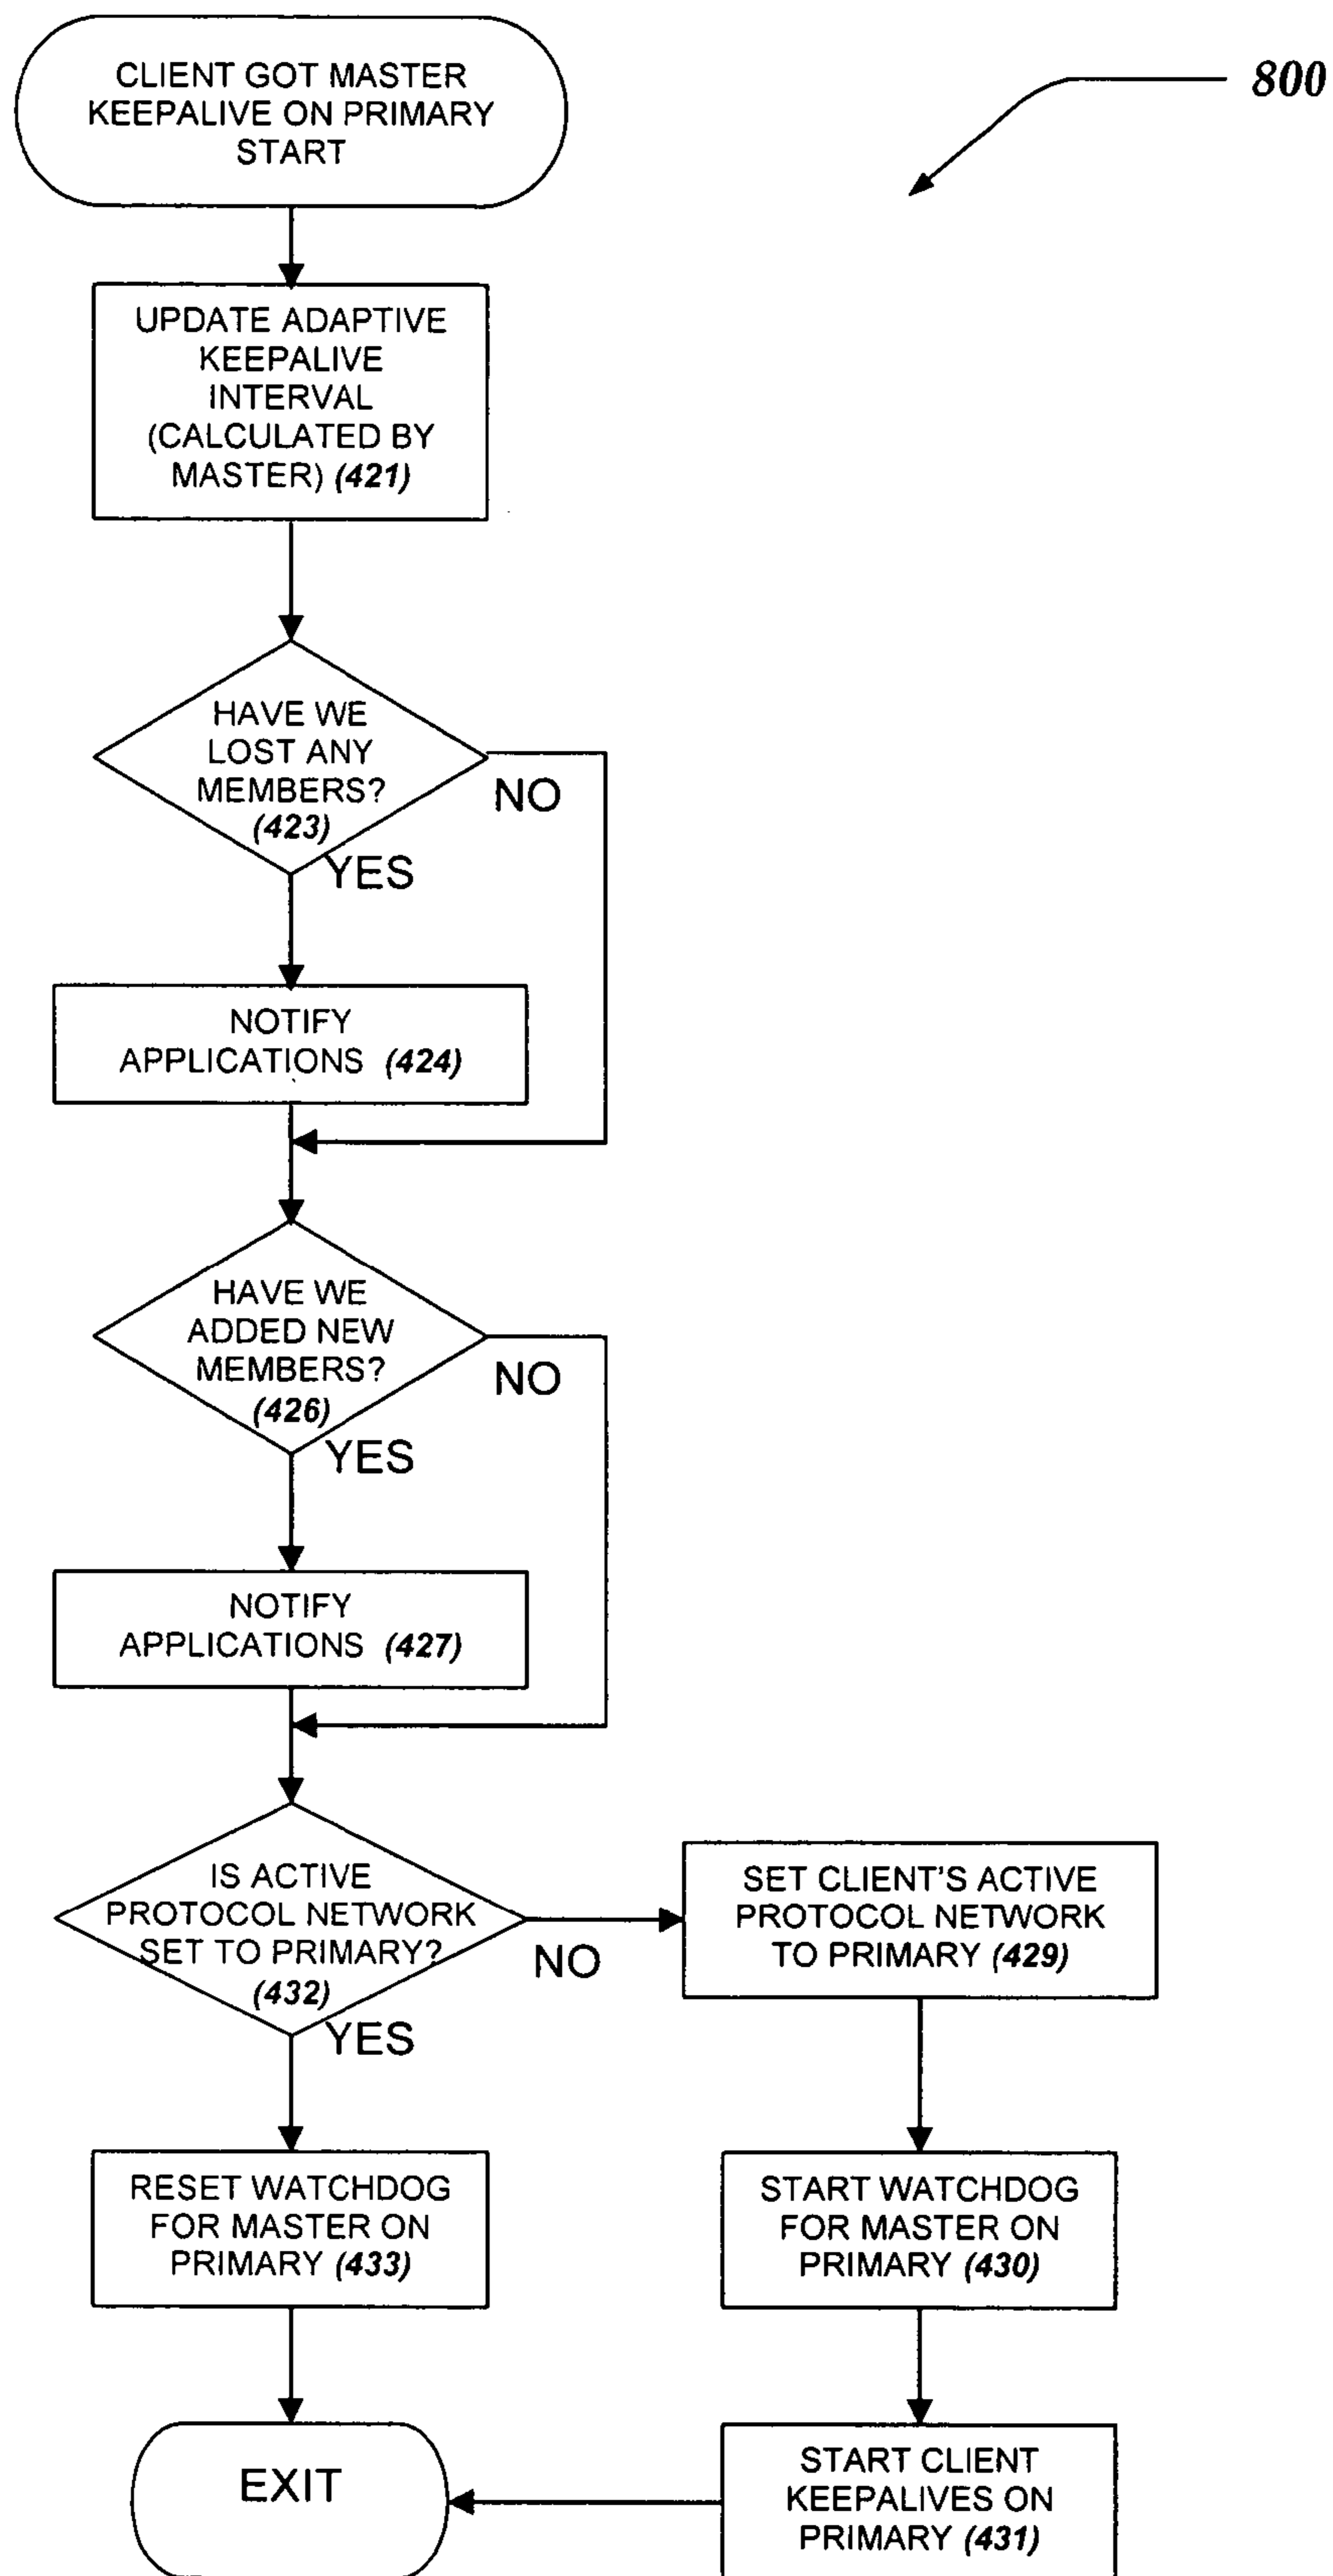 CLIENT GOT MASTER
KEEPALIVE ON PRIMARY
START
800
UPDATE ADAPTIVE
KEEPALIVE
INTERVAL
(CALCULATED BY
MASTER) (421)
HAVE WE
LOST ANY
MEMBERS?
(423)
NO
YES
NOTIFY
APPLICATIONS (424)
HAVE WE
ADDED NEW
MEMBERS?
(426)
NO
YES
NOTIFY
APPLICATIONS (427)
IS ACTIVE
PROTOCOL NETWORK
SET TO PRIMARY?
(432)
NO
YES
SET CLIENT'S ACTIVE
PROTOCOL NETWORK
TO PRIMARY (429)
RESET WATCHDOG
FOR MASTER ON
PRIMARY (433)
START WATCHDOG
FOR MASTER ON
PRIMARY (430)
EXIT
START CLIENT
KEEPALIVES ON
PRIMARY (431)